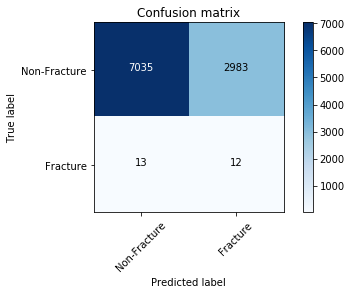 Confusion matrix
True label
Non-Fracture 7035 2983
Fracture 13 12
Non-Fracture Fracture
Predicted label
7000
6000
5000
4000
3000
2000
1000